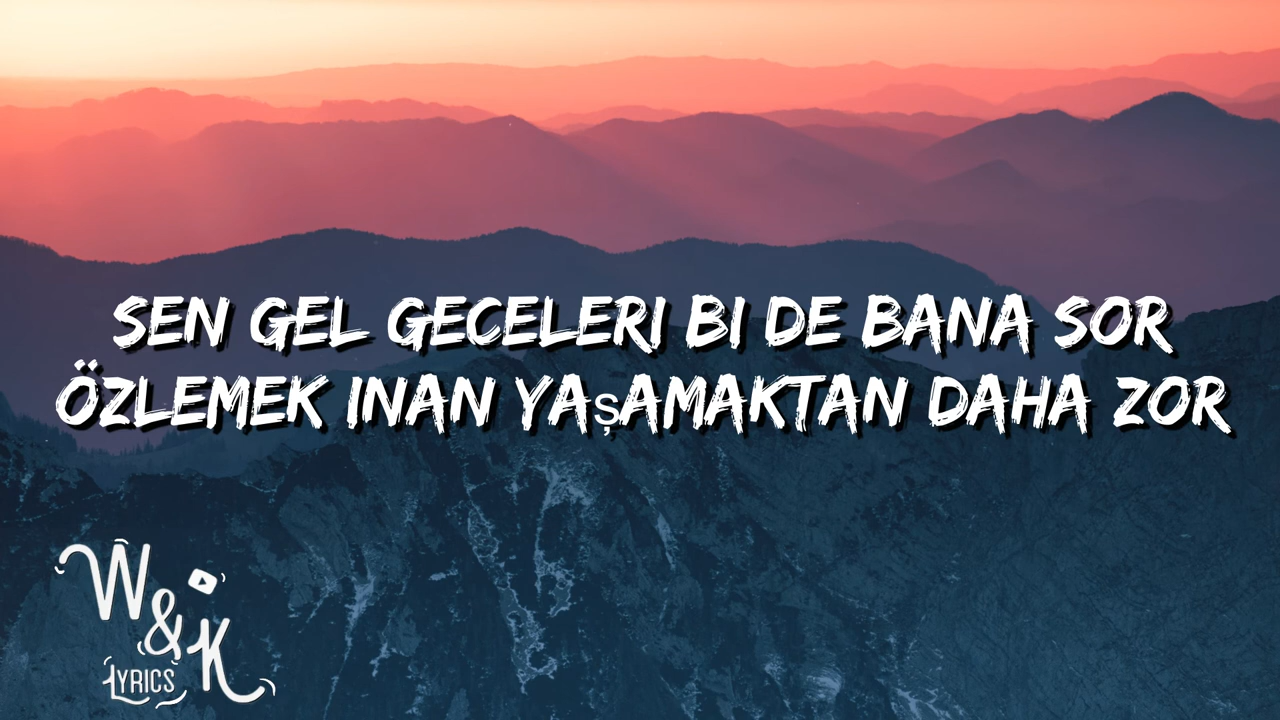 SEN GEL GECELERI BI DE BANA SOR
ÖZLEMEK INAN YAşAMAKTAN DAHA ZOR
W
&
K
LYRICS